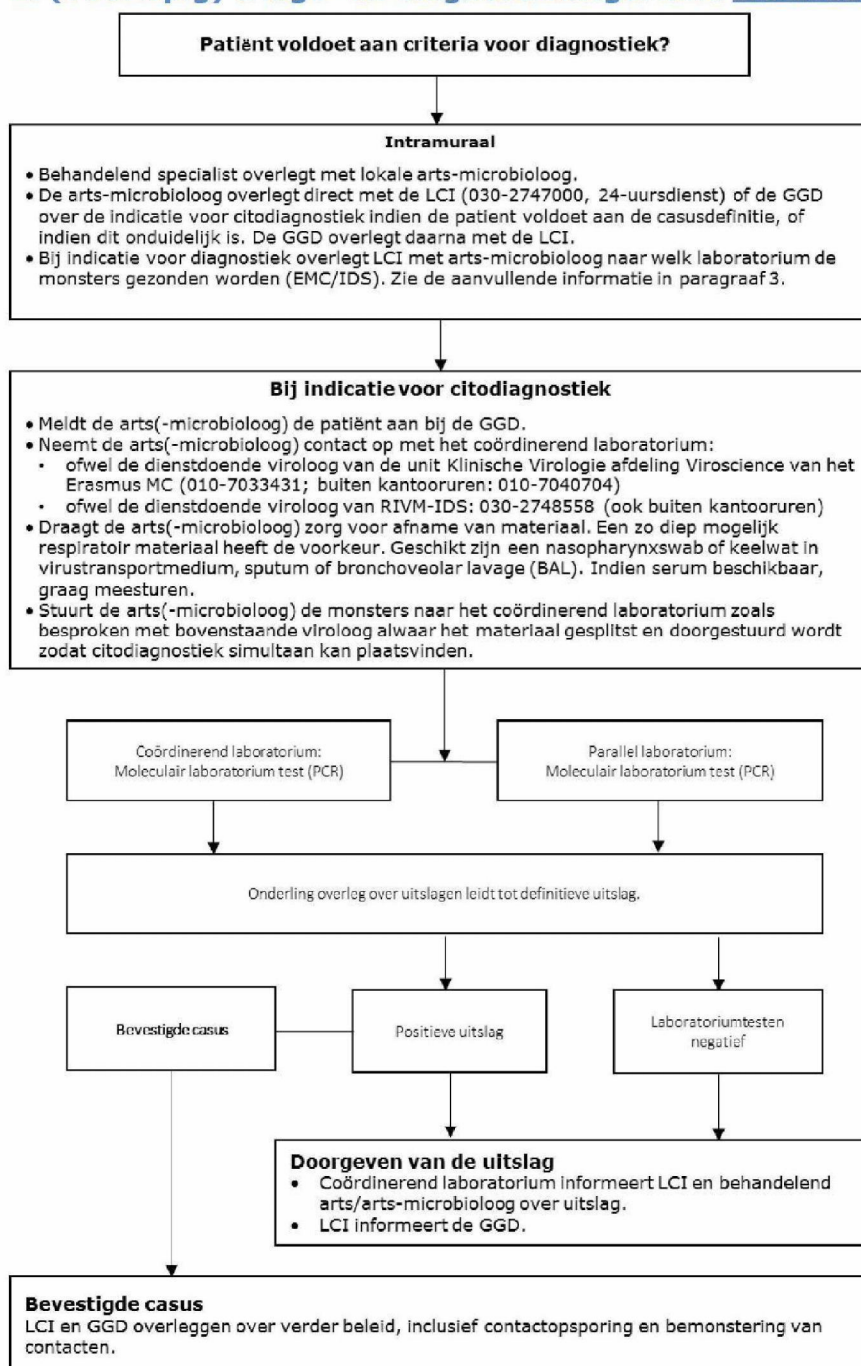 Patiënt voldoet aan criteria voor diagnostiek?
Intramuraal
• Behandelend specialist overlegt met lokale arts-microbioloog.
• De arts-microbioloog overlegt direct met de LCI (030-2747000, 24-uursdienst) of de GGD
over de indicatie voor citodiagnostiek indien de patient voldoet aan de casusdefinitie, of
indien dit onduidelijk is. De GGD overlegt daarna met de LCI.
• Bij indicatie voor diagnostiek overlegt LCI met arts-microbioloog naar welk laboratorium de
monsters gezonden worden (EMC/IDS). Zie de aanvullende informatie in paragraaf 3.
Bij indicatie voor citodiagnostiek
• Meldt de arts(-microbioloog) de patiënt aan bij de GGD.
• Neemt de arts(-microbioloog) contact op met het coördinerend laboratorium:
• ofwel de dienstdoende viroloog van de unit Klinische Virologie afdeling Viroscience van het
Erasmus MC (010-7033431; buiten kantooruren: 010-7040704)
• ofwel de dienstdoende viroloog van RIVM-IDS: 030-2748558 (ook buiten kantooruren)
• Draagt de arts(-microbioloog) zorg voor afname van materiaal. Een zo diep mogelijk
respiratoir materiaal heeft de voorkeur. Geschikt zijn een nasopharynxswab of keelwat in
virustransportmedium, sputum of bronchoveolar lavage (BAL). Indien serum beschikbaar,
graag meesturen.
• Stuurt de arts(-microbioloog) de monsters naar het coördinerend laboratorium zoals
besproken met bovenstaande viroloog alwaar het materiaal gesplitst en doorgestuurd wordt
zodat citodiagnostiek simultaan kan plaatsvinden.
Coördinerend laboratorium:
Moleculair laboratorium test (PCR)
Parallel laboratorium:
Moleculair laboratorium test (PCR)
Onderling overleg over uitslagen leidt tot definitieve uitslag.
Bevestigde casus
Positieve uitslag
Laboratoriumtesten
negatief
Doorgeven van de uitslag
• Coördinerend laboratorium informeert LCI en behandelend
arts/arts-microbioloog over uitslag.
• LCI informeert de GGD.
Bevestigde casus
LCI en GGD overleggen over verder beleid, inclusief contactopsporing en bemonstering van
contacten.